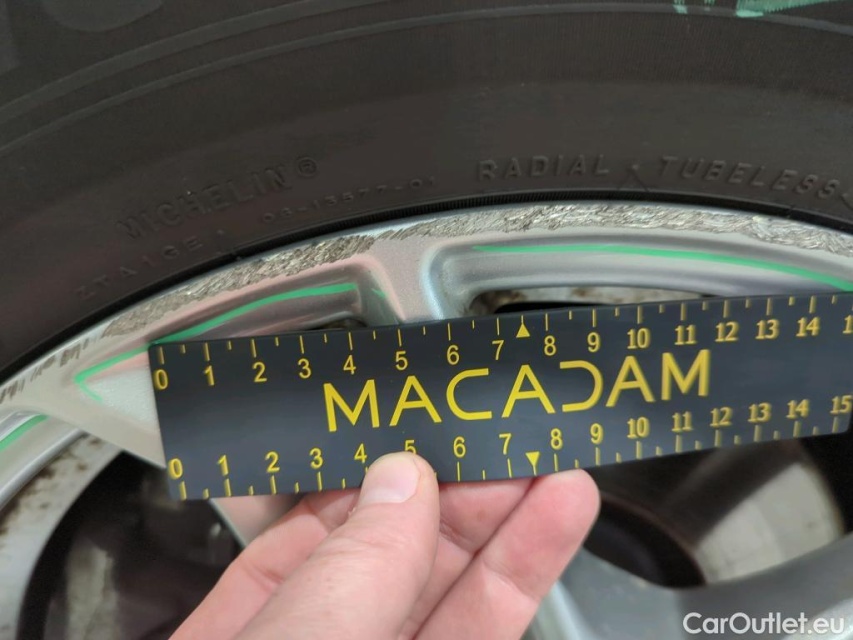 MICHELIN®
RADIAL TUBELESS
0 1 2 3 4 5 6 7 8 9 10 11 12 13 14
MACADAM
0 1 2 3 4 5 6 7 8 9 10 11 12 13 14 15
CarOutlet.eu